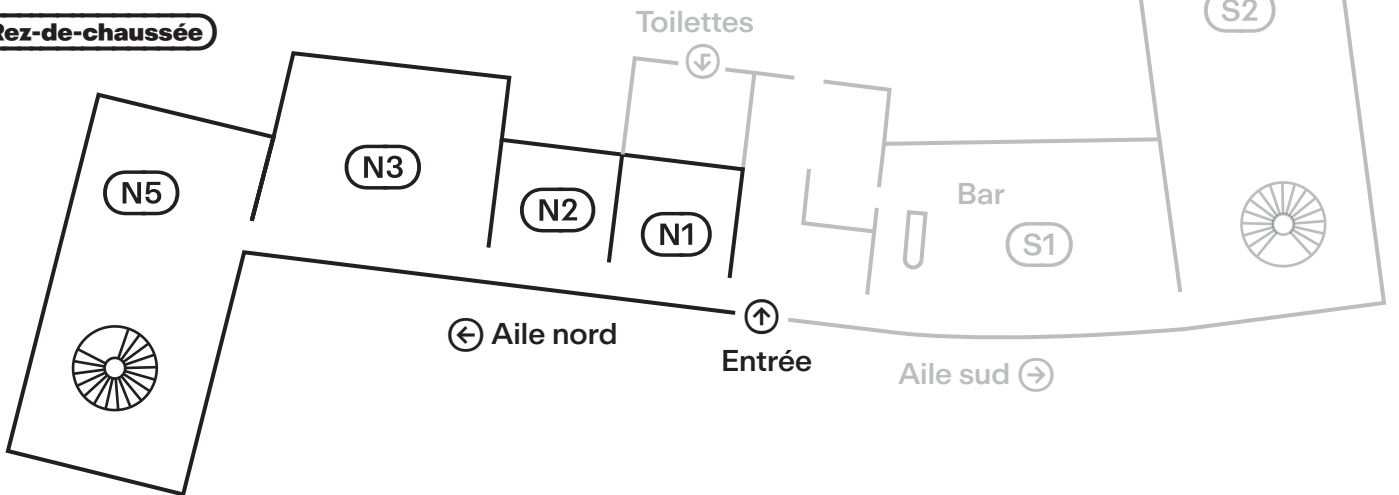 Rez-de-chaussée
Toilettes
S2
N3
N5
N2
N1
Bar
S1
Aile nord
Entrée
Aile sud